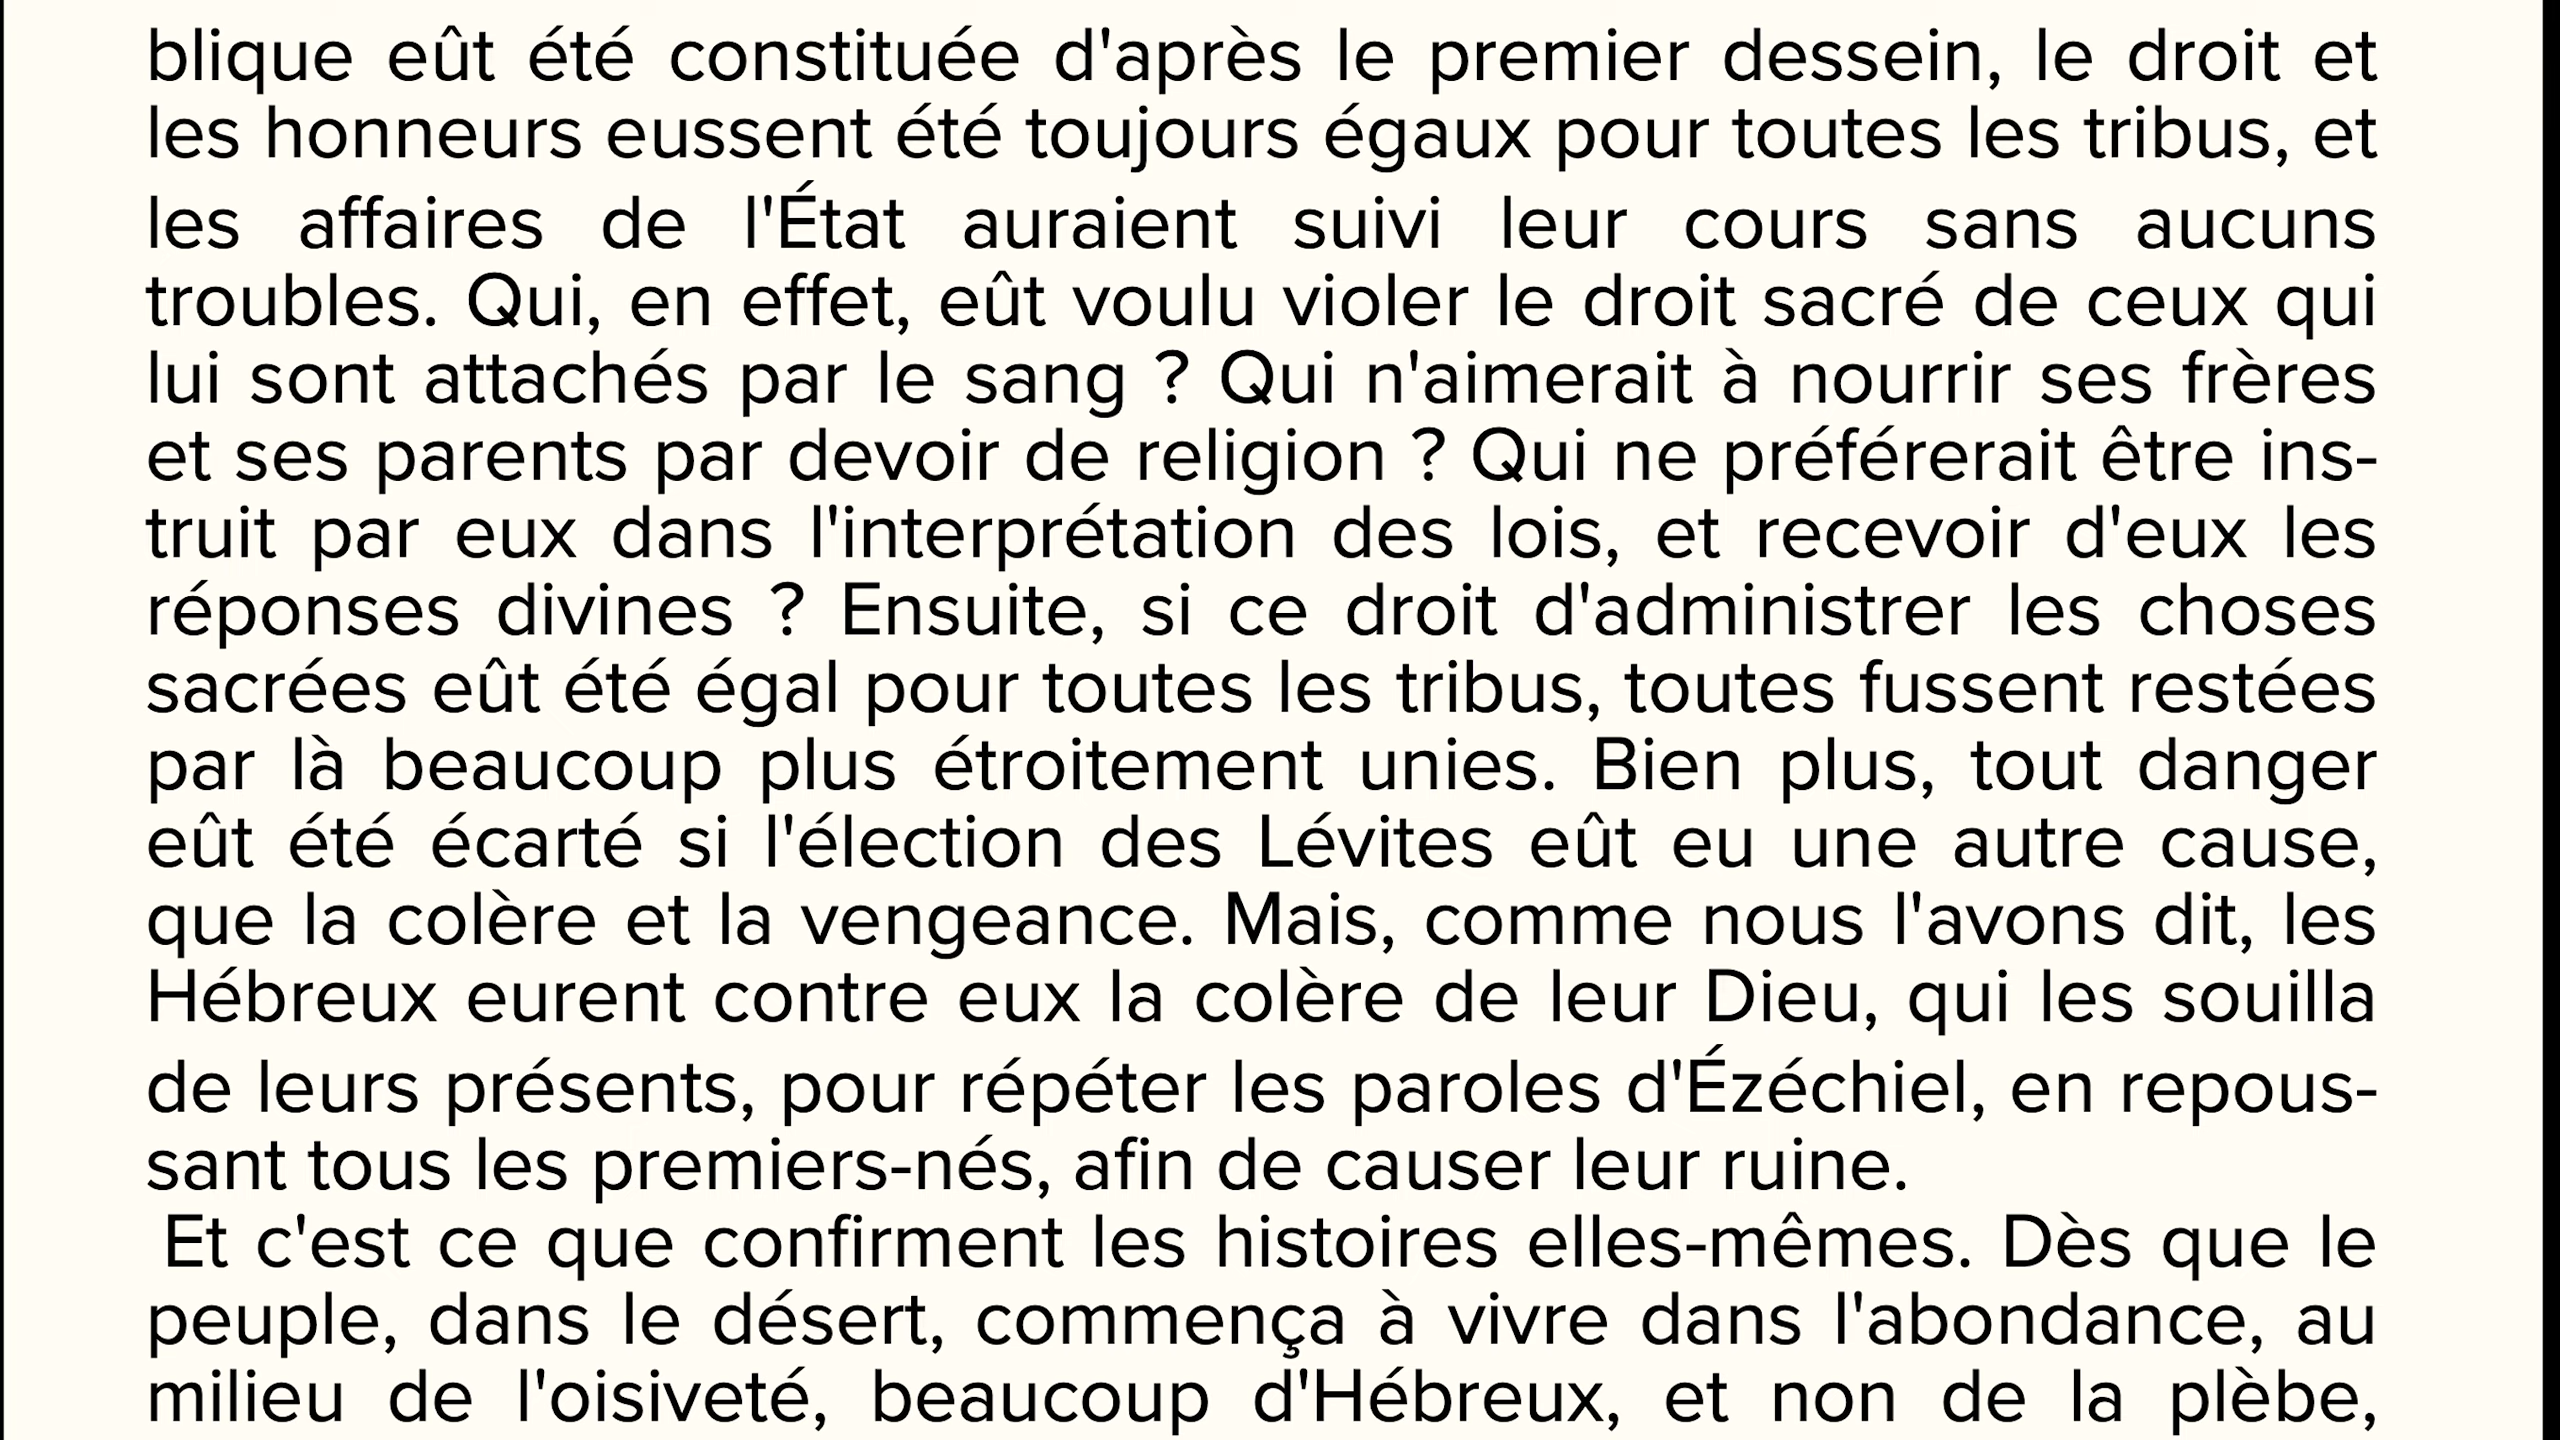 blique eût été constituée d'après le premier dessein, le droit et
les honneurs eussent été toujours égaux pour toutes les tribus, et
les affaires de l'État auraient suivi leur cours sans aucuns
troubles. Qui, en effet, eût voulu violer le droit sacré de ceux qui
lui sont attachés par le sang ? Qui n'aimerait à nourrir ses frères
et ses parents par devoir de religion ? Qui ne préférerait être ins-
truit par eux dans l'interprétation des lois, et recevoir d'eux les
réponses divines ? Ensuite, si ce droit d'administrer les choses
sacrées eût été égal pour toutes les tribus, toutes fussent restées
par là beaucoup plus étroitement unies. Bien plus, tout danger
eût été écarté si l'élection des Lévites eût eu une autre cause,
que la colère et la vengeance. Mais, comme nous l'avons dit, les
Hébreux eurent contre eux la colère de leur Dieu, qui les souilla
de leurs présents, pour répéter les paroles d'Ézéchiel, en repous-
sant tous les premiers-nés, afin de causer leur ruine.
Et c'est ce que confirment les histoires elles-mêmes. Dès que le
peuple, dans le désert, commença à vivre dans l'abondance, au
milieu de l'oisiveté, beaucoup d'Hébreux, et non de la plèbe,